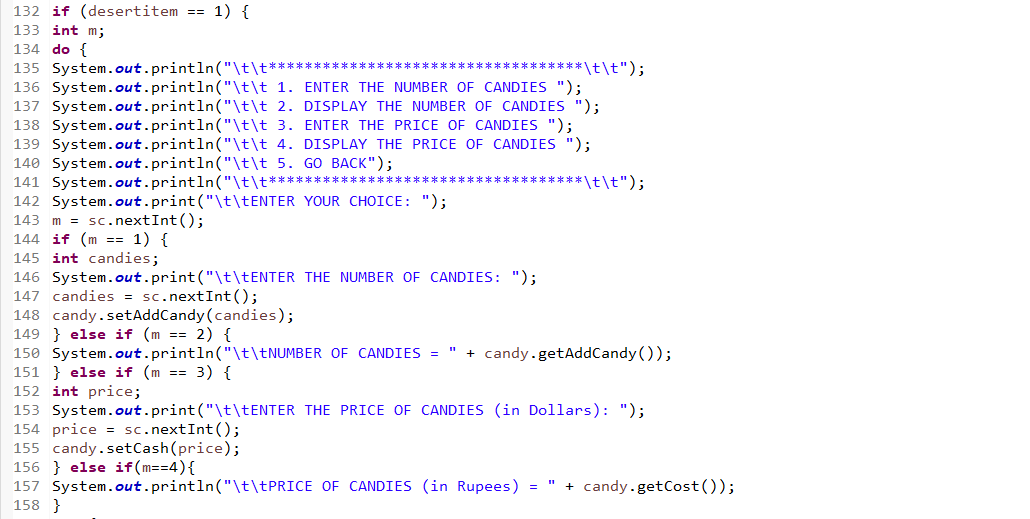 132 if (desertitem == 1) {
133 int m;
134 do {
135 System.out.println("\t\t***********************************\t\t");
136 System.out.println("\t\t 1. ENTER THE NUMBER OF CANDIES ");
137 System.out.println("\t\t 2. DISPLAY THE NUMBER OF CANDIES ");
138 System.out.println("\t\t 3. ENTER THE PRICE OF CANDIES ");
139 System.out.println("\t\t 4. DISPLAY THE PRICE OF CANDIES ");
140 System.out.println("\t\t 5. GO BACK");
141 System.out.println("\t\t***********************************\t\t");
142 System.out.print("\t\tENTER YOUR CHOICE: ");
143 m = sc.nextInt();
144 if (m == 1) {
145 int candies;
146 System.out.print("\t\tENTER THE NUMBER OF CANDIES: ");
147 candies = sc.nextInt();
148 candy.setAddCandy(candies);
149 } else if (m == 2) {
150 System.out.println("\t\tNUMBER OF CANDIES = " + candy.getAddCandy());
151 } else if (m == 3) {
152 int price;
153 System.out.print("\t\tENTER THE PRICE OF CANDIES (in Dollars): ");
154 price = sc.nextInt();
155 candy.setCash(price);
156 } else if(m==4){
157 System.out.println("\t\tPRICE OF CANDIES (in Rupees) = " + candy.getCost());
158 }